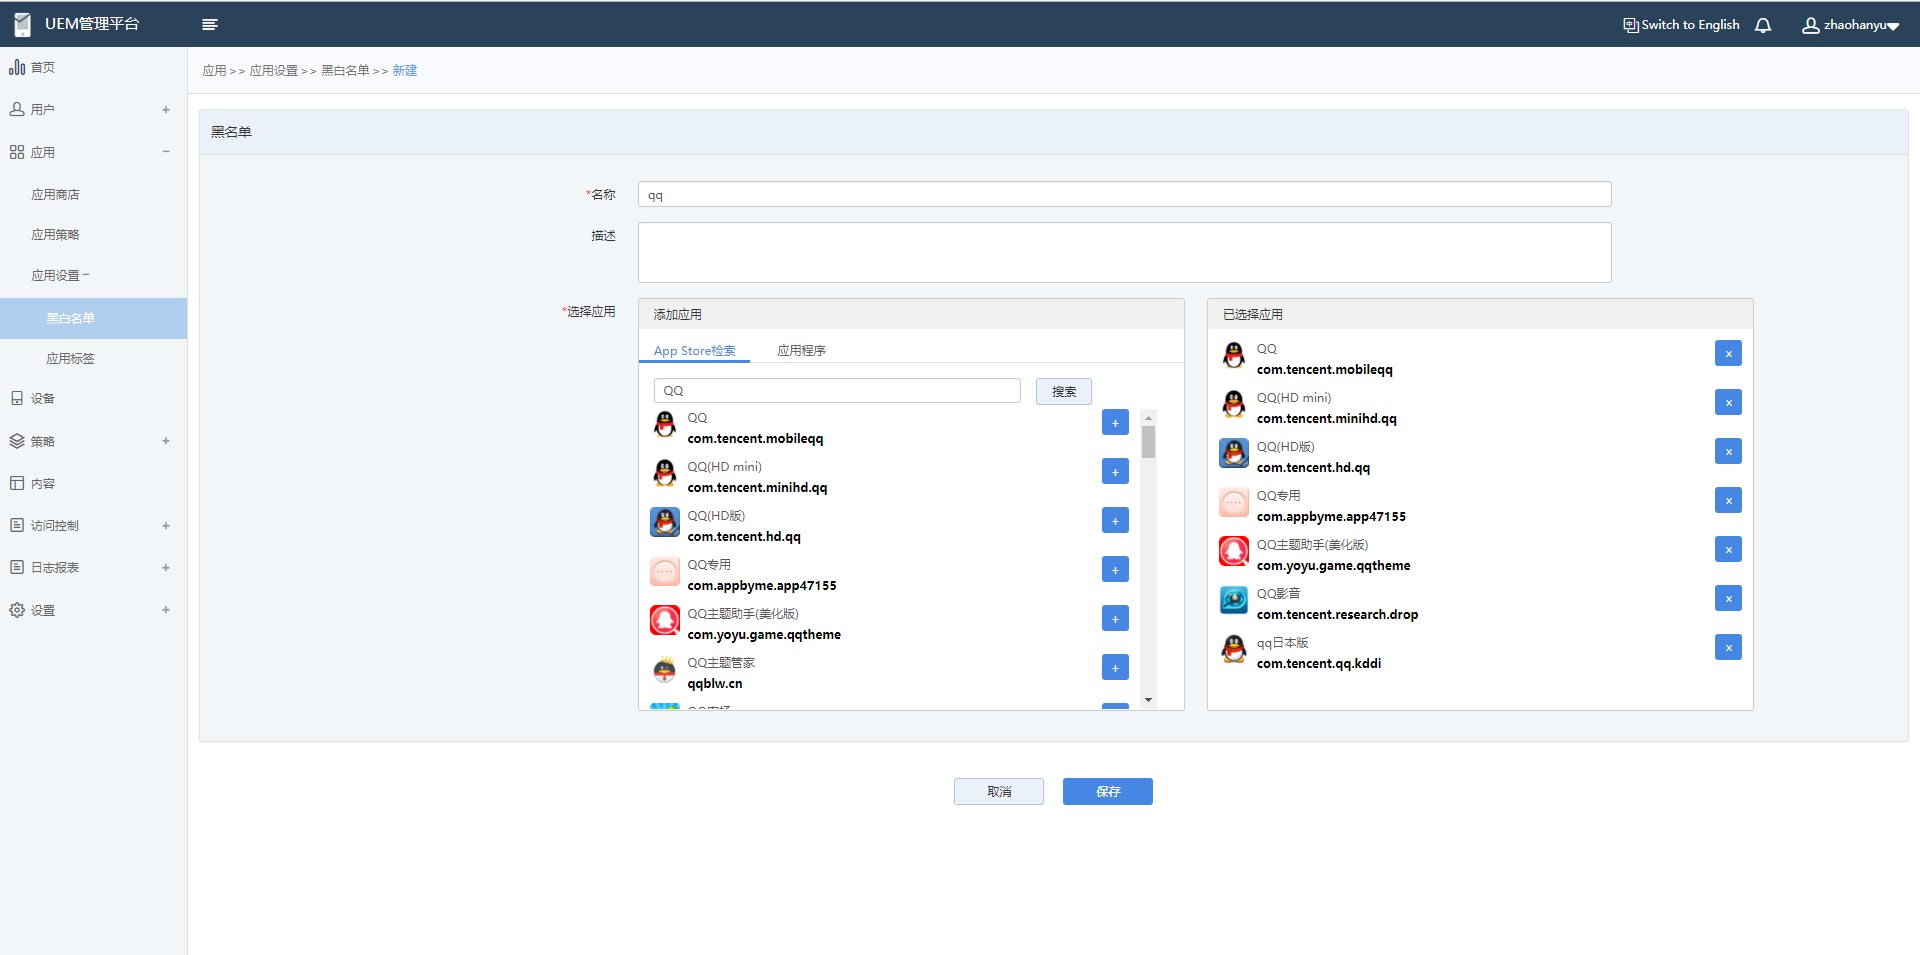 UEM管理平台
Switch to English
zhaohanyu
首页
用户 +
应用 −
应用商店
应用策略
应用设置 −
黑白名单
应用标签
设备
策略 +
内容
访问控制 +
日志报表 +
设置 +
应用 >> 应用设置 >> 黑白名单 >> 新建
黑名单
*名称 qq
描述
*选择应用
添加应用
App Store检索 应用程序
QQ 搜索
QQ +
com.tencent.mobileqq
QQ(HD mini) +
com.tencent.minihd.qq
QQ(HD版) +
com.tencent.hd.qq
QQ专用 +
com.appbyme.app47155
QQ主题助手(美化版) +
com.yoyu.game.qqtheme
QQ主题管家 +
qqblw.cn
已选择应用
QQ ×
com.tencent.mobileqq
QQ(HD mini) ×
com.tencent.minihd.qq
QQ(HD版) ×
com.tencent.hd.qq
QQ专用 ×
com.appbyme.app47155
QQ主题助手(美化版) ×
com.yoyu.game.qqtheme
QQ影音 ×
com.tencent.research.drop
qq日本版 ×
com.tencent.qq.kddi
取消 保存